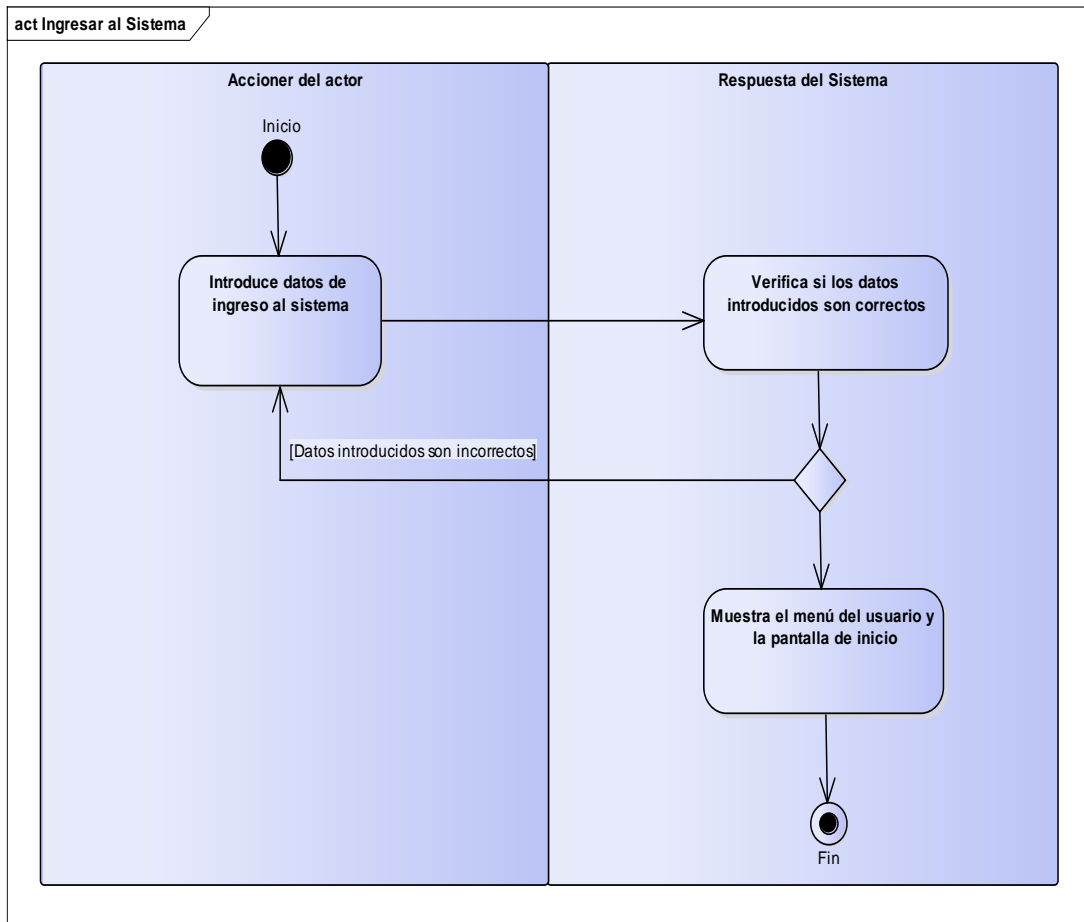 act Ingresar al Sistema
Accioner del actor
Respuesta del Sistema
Inicio
Introduce datos de
ingreso al sistema
Verifica si los datos
introducidos son correctos
[Datos introducidos son incorrectos]
Muestra el menú del usuario y
la pantalla de inicio
Fin